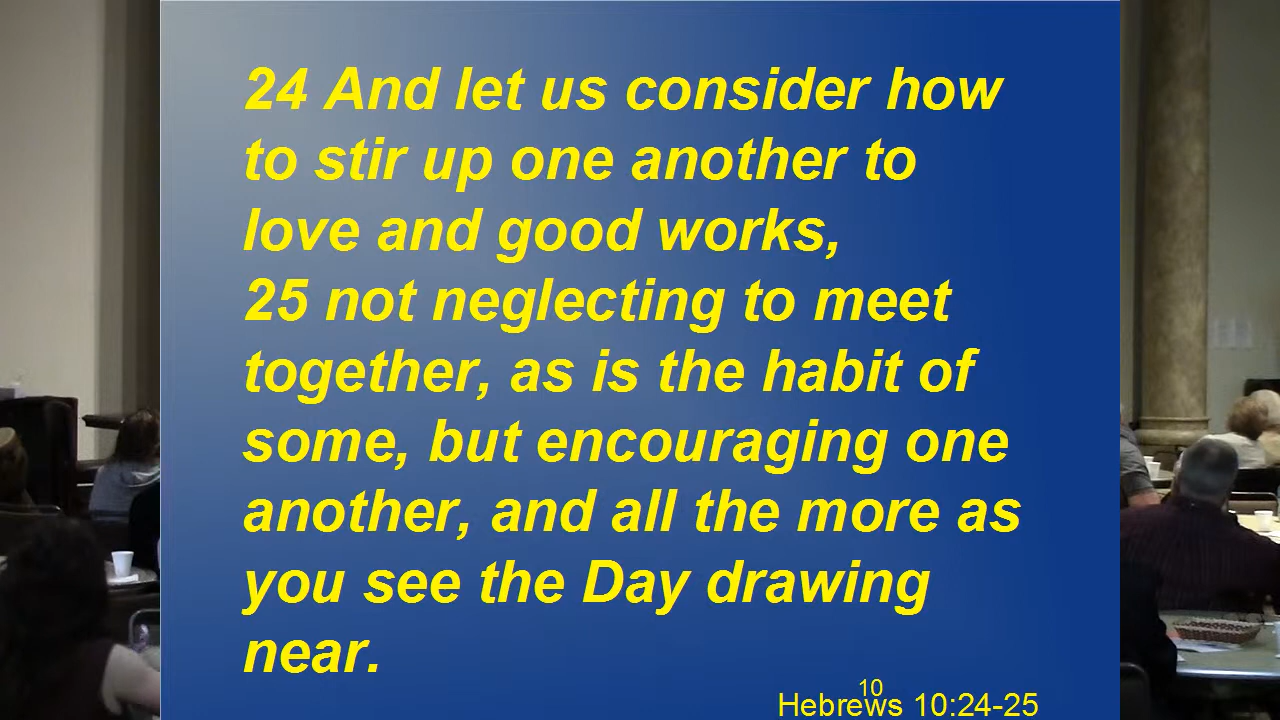 24 And let us consider how
to stir up one another to
love and good works,
25 not neglecting to meet
together, as is the habit of
some, but encouraging one
another, and all the more as
you see the Day drawing
near.
10
Hebrews 10:24-25